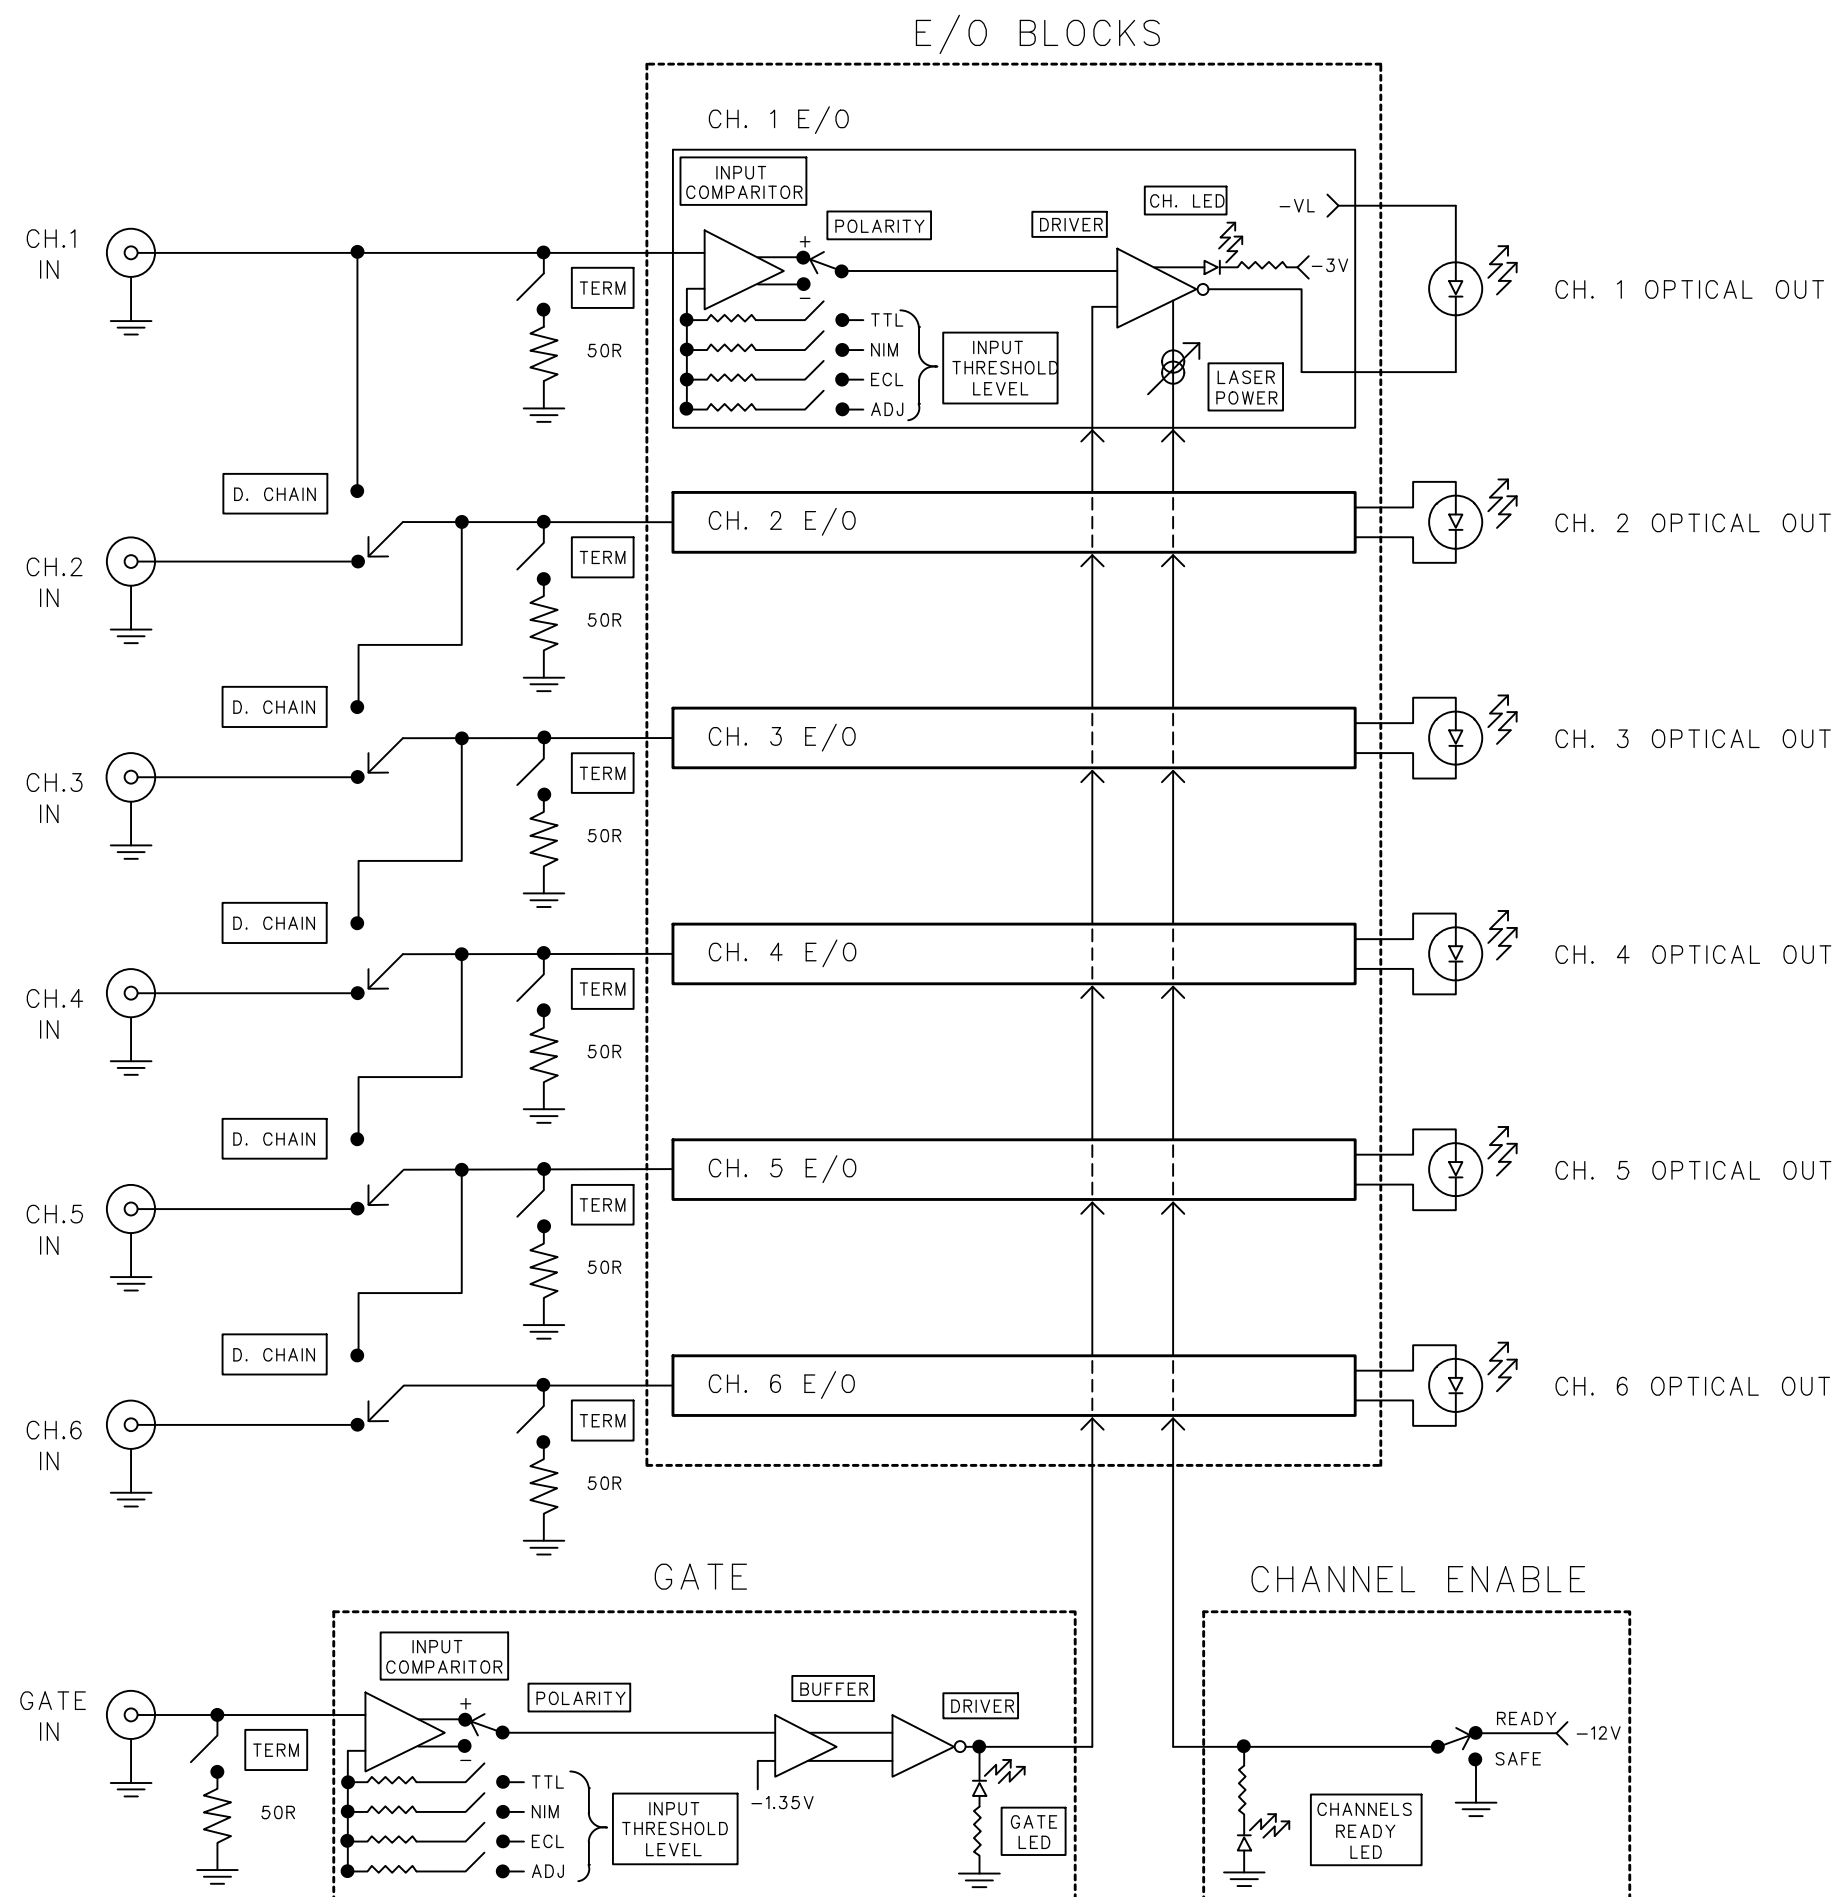 E/O BLOCKS
CH. 1 E/O
INPUT
COMPARITOR
CH. LED
-VL
POLARITY
DRIVER
CH.1
IN
+
-3V
TERM
CH. 1 OPTICAL OUT
-
TTL
50R
NIM
INPUT
THRESHOLD
LEVEL
ECL
LASER
POWER
ADJ
D. CHAIN
CH. 2 E/O
CH. 2 OPTICAL OUT
CH.2
IN
TERM
50R
D. CHAIN
CH. 3 E/O
CH. 3 OPTICAL OUT
CH.3
IN
TERM
50R
D. CHAIN
CH. 4 E/O
CH. 4 OPTICAL OUT
CH.4
IN
TERM
50R
D. CHAIN
CH. 5 E/O
CH. 5 OPTICAL OUT
CH.5
IN
TERM
50R
D. CHAIN
CH. 6 E/O
CH. 6 OPTICAL OUT
CH.6
IN
TERM
50R
GATE
CHANNEL ENABLE
INPUT
COMPARITOR
GATE
IN
+
POLARITY
BUFFER
DRIVER
READY
-12V
TERM
-
SAFE
TTL
50R
NIM
INPUT
THRESHOLD
LEVEL
-1.35V
ECL
ADJ
GATE
LED
CHANNELS
READY
LED